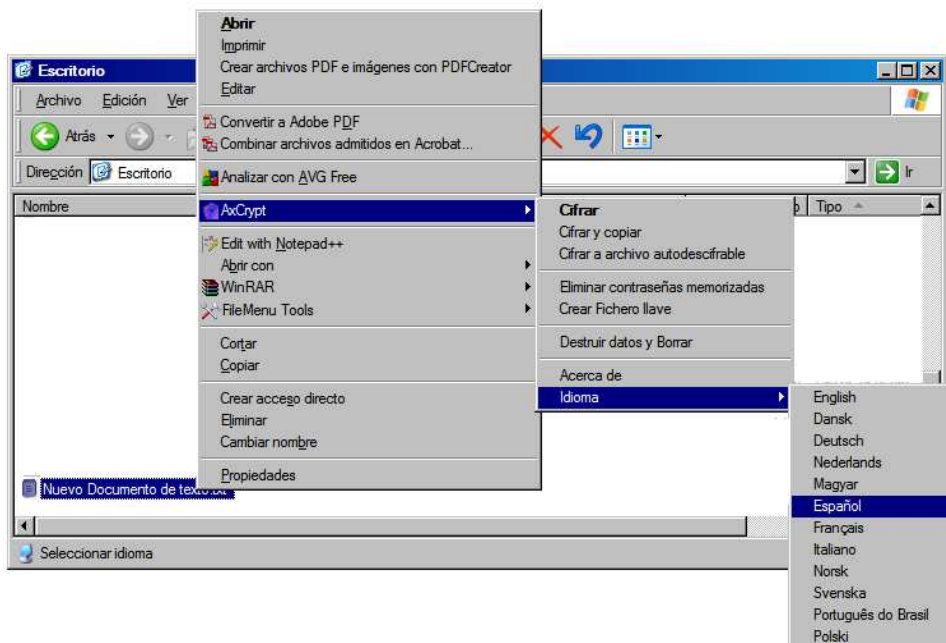 Escritorio
Archivo Edición Ver
Atrás
Dirección Escritorio Ir
Nombre Tipo
Nuevo Documento de texto.txt
Seleccionar idioma
Abrir
Imprimir
Crear archivos PDF e imágenes con PDFCreator
Editar
Convertir a Adobe PDF
Combinar archivos admitidos en Acrobat...
Analizar con AVG Free
AxCrypt
Edit with Notepad++
Abrir con
WinRAR
FileMenu Tools
Cortar
Copiar
Crear acceso directo
Eliminar
Cambiar nombre
Propiedades
Cifrar
Cifrar y copiar
Cifrar a archivo autodescifrable
Eliminar contraseñas memorizadas
Crear Fichero llave
Destruir datos y Borrar
Acerca de
Idioma
English
Dansk
Deutsch
Nederlands
Magyar
Español
Français
Italiano
Norsk
Svenska
Português do Brasil
Polski